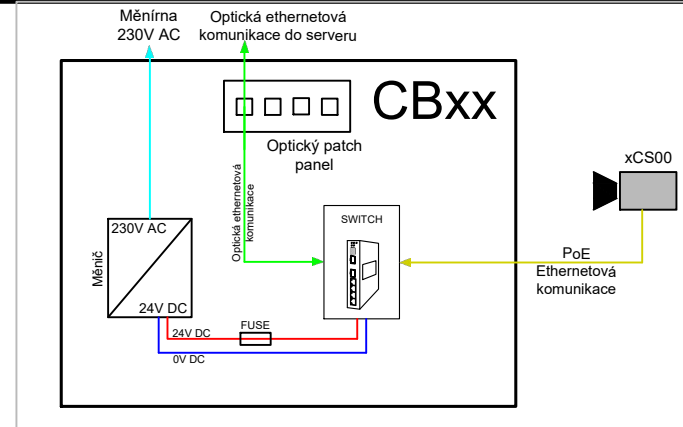 Měnírna
230V AC
Optická ethernetová
komunikace do serveru
CBxx
Optický patch
panel
xCS00
Optická ethernetová
komunikace
SWITCH
230V AC
Měnič
24V DC
PoE
Ethernetová
komunikace
24V DC
FUSE
0V DC